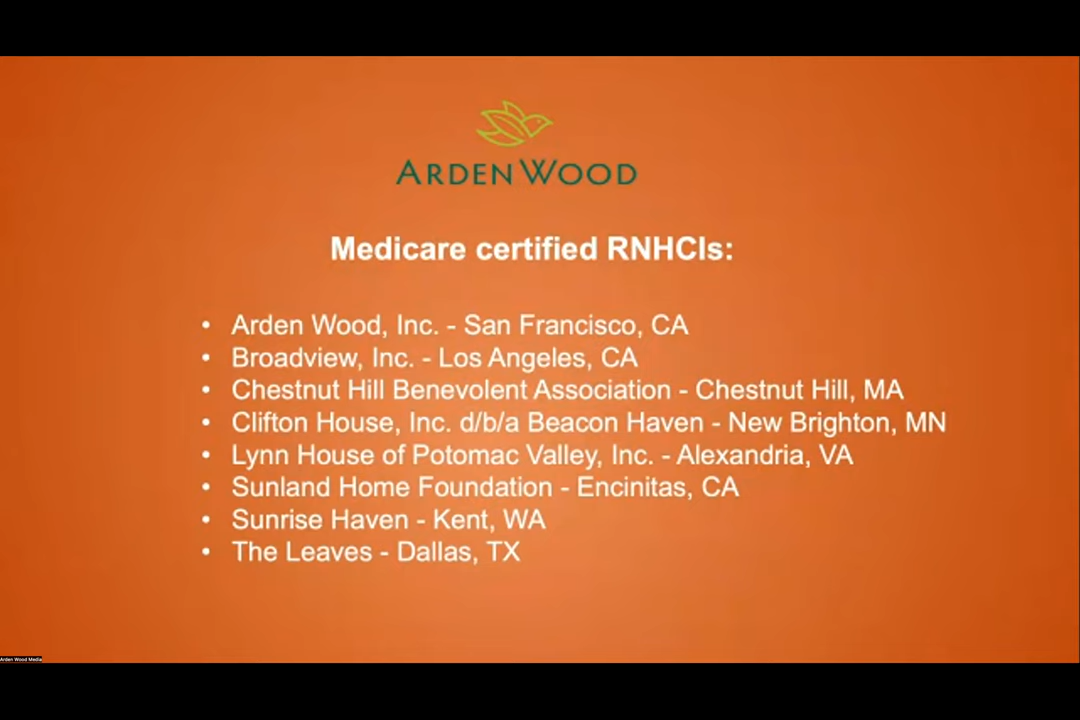 ARDEN WOOD
Medicare certified RNHCIs:
• Arden Wood, Inc. - San Francisco, CA
• Broadview, Inc. - Los Angeles, CA
• Chestnut Hill Benevolent Association - Chestnut Hill, MA
• Clifton House, Inc. d/b/a Beacon Haven - New Brighton, MN
• Lynn House of Potomac Valley, Inc. - Alexandria, VA
• Sunland Home Foundation - Encinitas, CA
• Sunrise Haven - Kent, WA
• The Leaves - Dallas, TX
Arden Wood Media